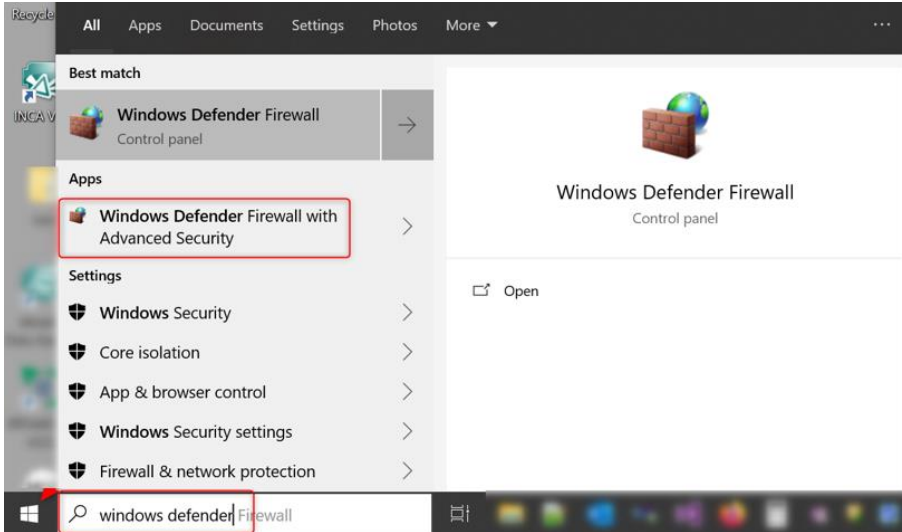 Recycle
All Apps Documents Settings Photos More
Best match
INCA V
Windows Defender Firewall
Control panel
Apps
Windows Defender Firewall with
Advanced Security
Settings
Windows Security
Core isolation
App & browser control
Windows Security settings
Firewall & network protection
windows defender Firewall
Windows Defender Firewall
Control panel
Open